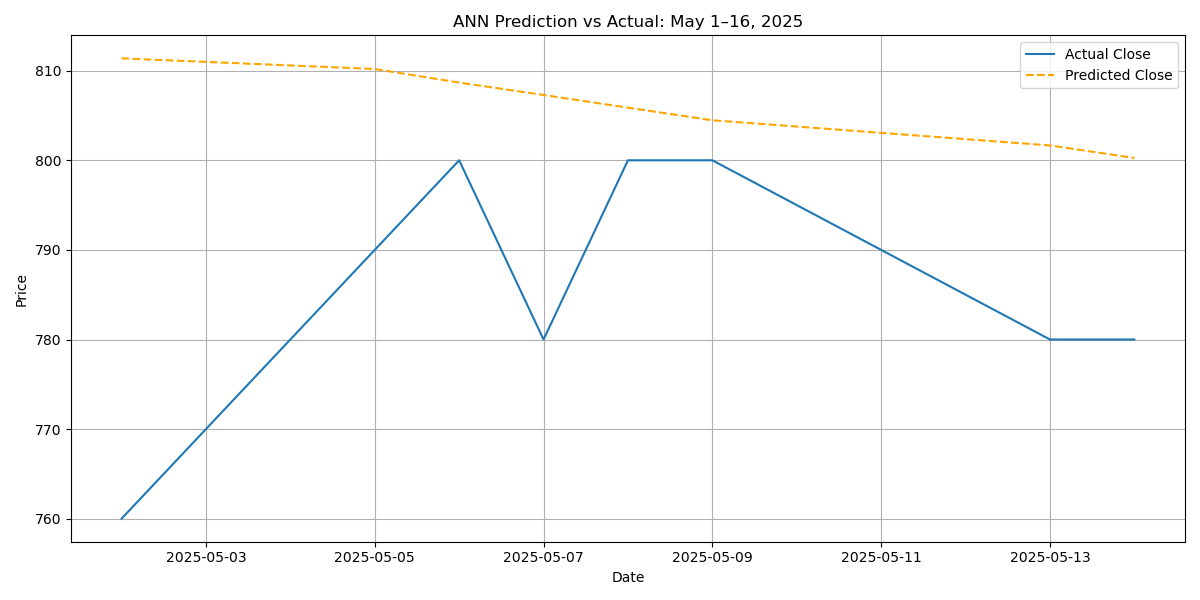 ANN Prediction vs Actual: May 1–16, 2025
Actual Close
Predicted Close
810
800
790
780
770
760
Price
2025-05-03
2025-05-05
2025-05-07
2025-05-09
2025-05-11
2025-05-13
Date